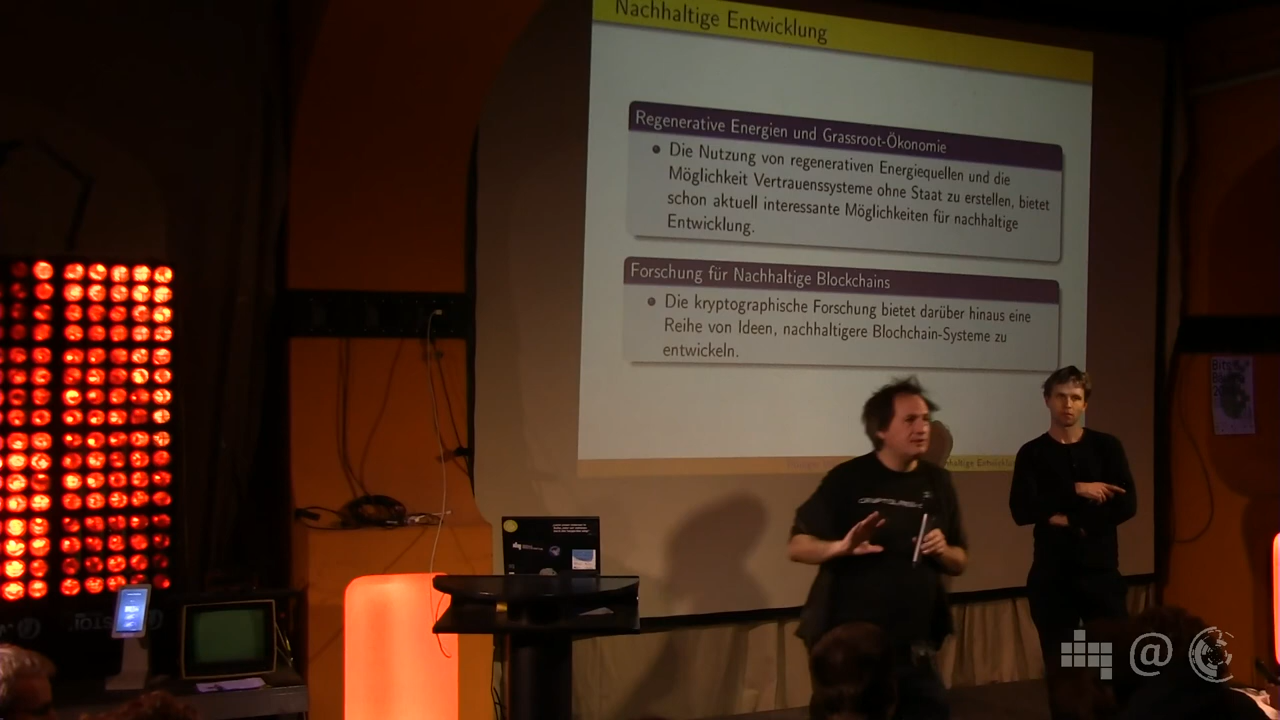 Nachhaltige Entwicklung
Regenerative Energien und Grassroot-Ökonomie
Die Nutzung von regenerativen Energiequellen und die
Möglichkeit Vertrauenssysteme ohne Staat zu erstellen, bietet
schon aktuell interessante Möglichkeiten für nachhaltige
Entwicklung.
Forschung für Nachhaltige Blockchains
Die kryptographische Forschung bietet darüber hinaus eine
Reihe von Ideen, nachhaltigere Blochchain-Systeme zu
entwickeln.
@